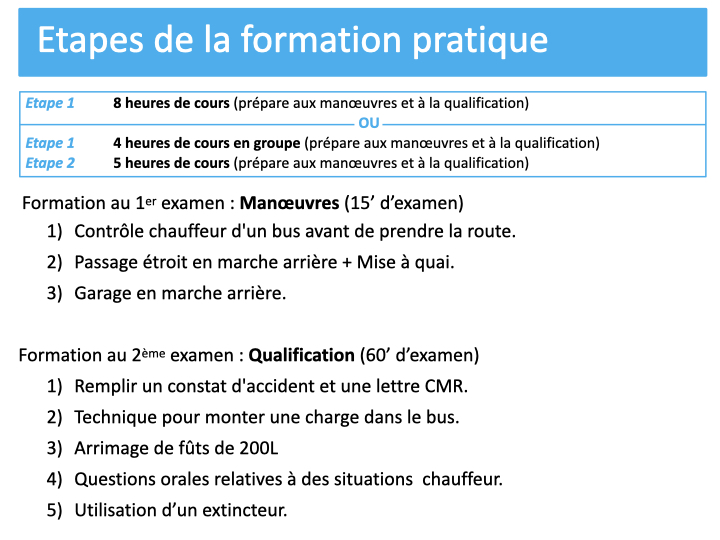 Etapes de la formation pratique
Etape 1 8 heures de cours (prépare aux manœuvres et à la qualification)
OU
Etape 1 4 heures de cours en groupe (prépare aux manœuvres et à la qualification)
Etape 2 5 heures de cours (prépare aux manœuvres et à la qualification)
Formation au 1er examen : Manœuvres (15’ d’examen)
1) Contrôle chauffeur d'un bus avant de prendre la route.
2) Passage étroit en marche arrière + Mise à quai.
3) Garage en marche arrière.
Formation au 2ème examen : Qualification (60’ d’examen)
1) Remplir un constat d'accident et une lettre CMR.
2) Technique pour monter une charge dans le bus.
3) Arrimage de fûts de 200L
4) Questions orales relatives à des situations chauffeur.
5) Utilisation d’un extincteur.